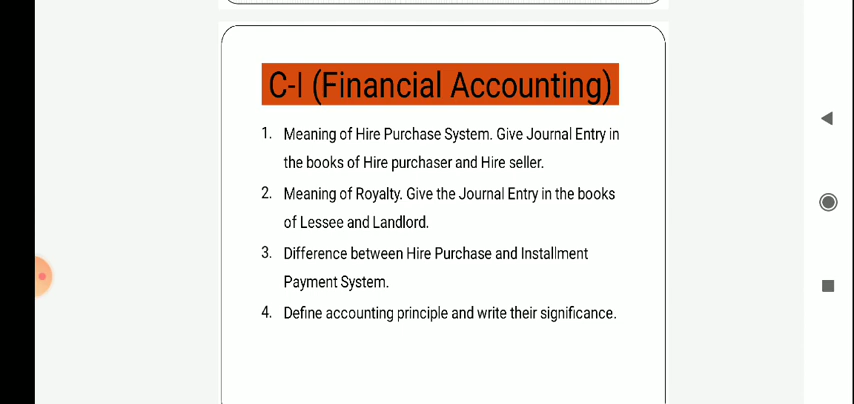 C-I (Financial Accounting)
1. Meaning of Hire Purchase System. Give Journal Entry in
the books of Hire purchaser and Hire seller.
2. Meaning of Royalty. Give the Journal Entry in the books
of Lessee and Landlord.
3. Difference between Hire Purchase and Installment
Payment System.
4. Define accounting principle and write their significance.